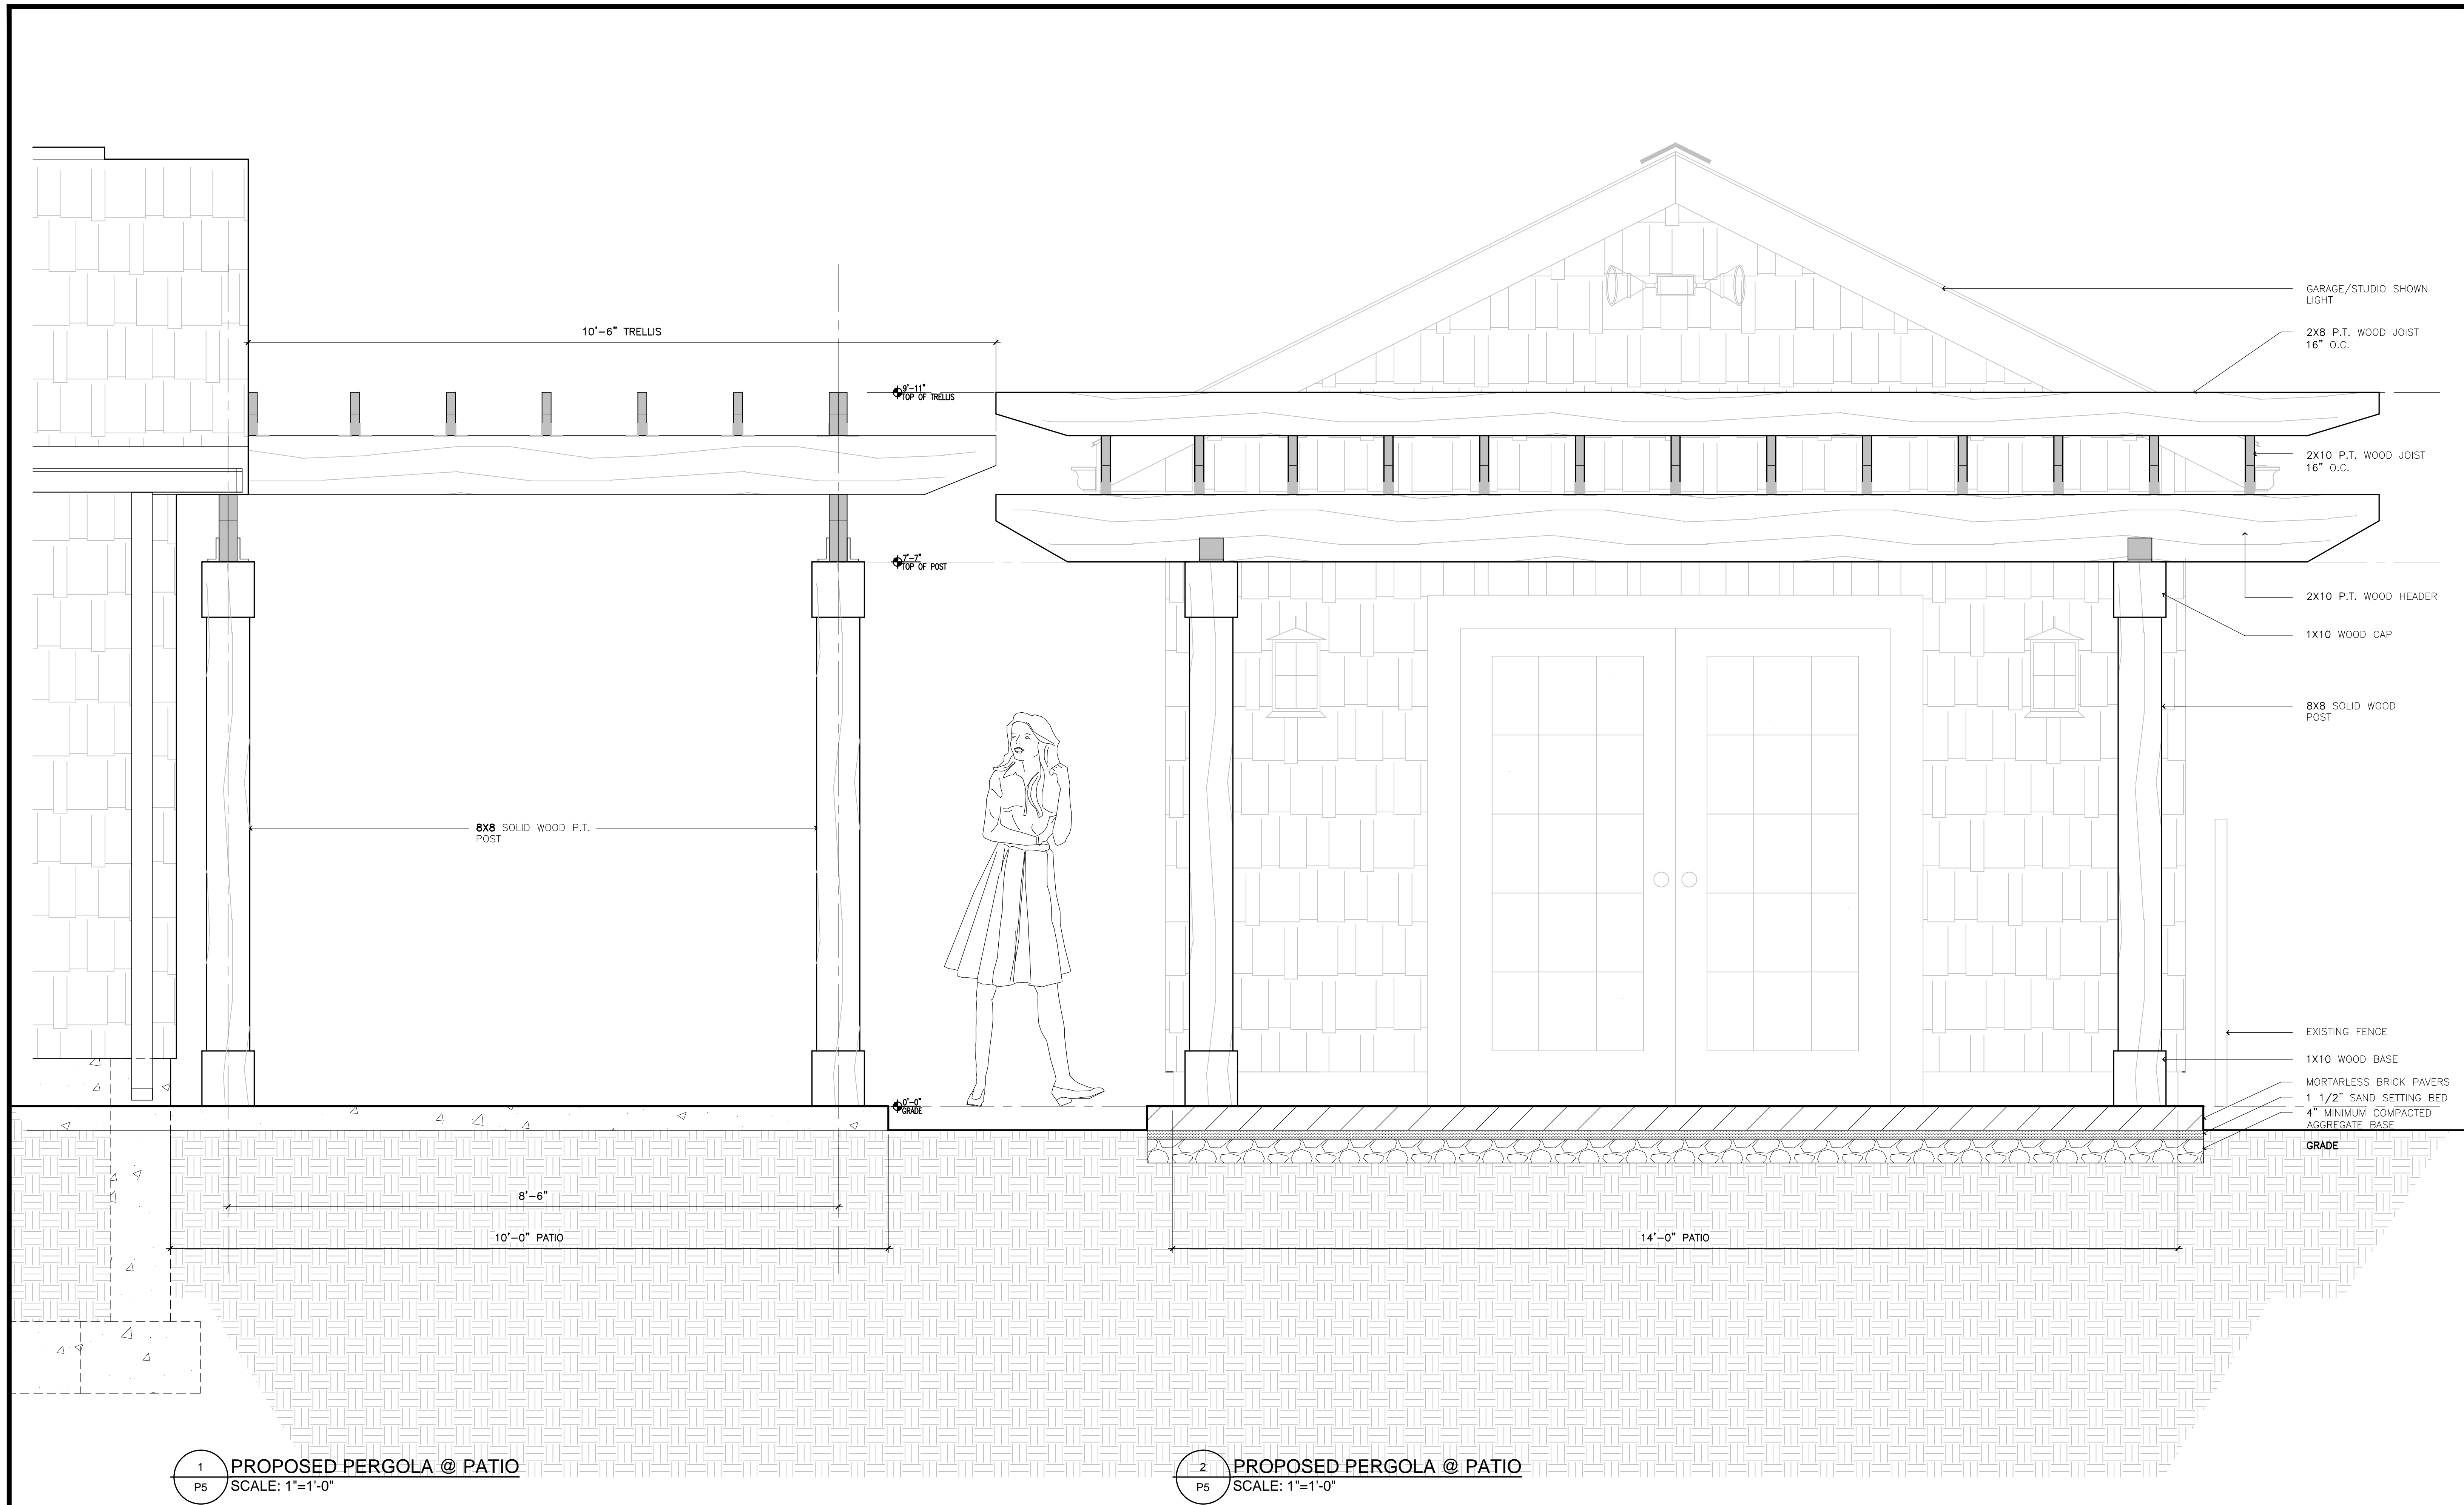 10'-6" TRELLIS
9'-11"
TOP OF TRELLIS
7'-7"
TOP OF POST
8X8 SOLID WOOD P.T.
POST
0'-0"
GRADE
8'-6"
10'-0" PATIO
14'-0" PATIO
GARAGE/STUDIO SHOWN
LIGHT
2X8 P.T. WOOD JOIST
16" O.C.
2X10 P.T. WOOD JOIST
16" O.C.
2X10 P.T. WOOD HEADER
1X10 WOOD CAP
8X8 SOLID WOOD
POST
EXISTING FENCE
1X10 WOOD BASE
MORTARLESS BRICK PAVERS
1 1/2" SAND SETTING BED
4" MINIMUM COMPACTED
AGGREGATE BASE
GRADE
1
P5
PROPOSED PERGOLA @ PATIO
SCALE: 1"=1'-0"
2
P5
PROPOSED PERGOLA @ PATIO
SCALE: 1"=1'-0"